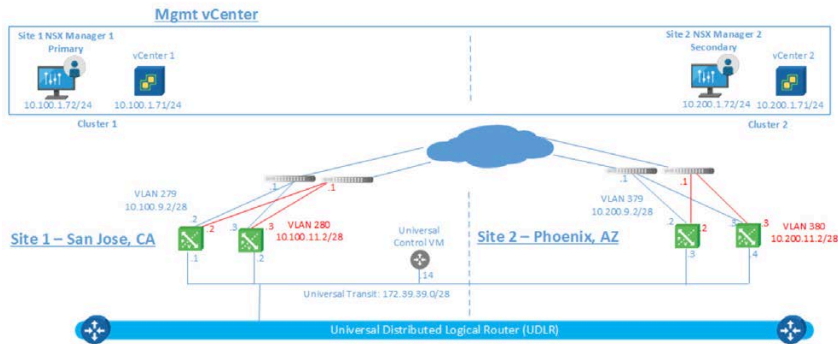 Mgmt vCenter
Site 1 NSX Manager 1
Primary
vCenter 1
10.100.1.72/24
10.100.1.71/24
Cluster 1
Site 2 NSX Manager 2
Secondary
vCenter 2
10.200.1.72/24
10.200.1.71/24
Cluster 2
.1
.1
VLAN 279
10.100.9.2/28
.2
.2
.3
.3
VLAN 280
10.100.11.2/28
Site 1 – San Jose, CA
.1
.2
Universal
Control VM
.14
.1
.1
VLAN 379
10.200.9.2/28
.2
.2
.3
VLAN 380
10.200.11.2/28
Site 2 – Phoenix, AZ
.3
.4
Universal Transit: 172.39.39.0/28
Universal Distributed Logical Router (UDLR)